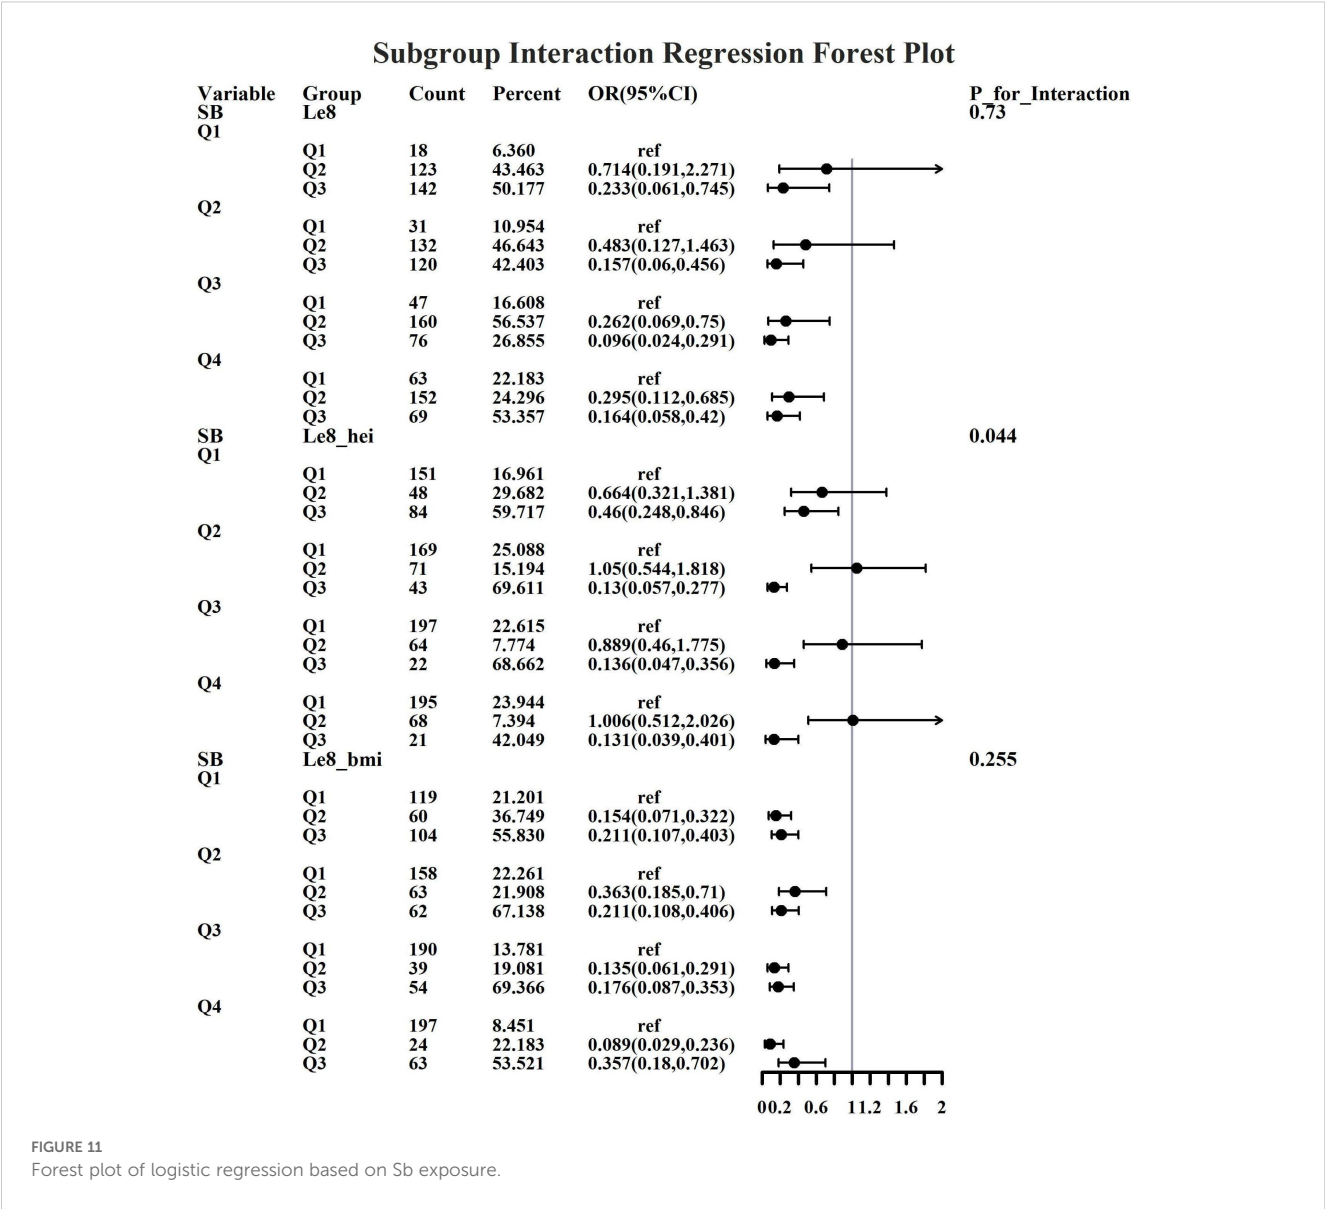 Subgroup Interaction Regression Forest Plot
Variable Group Count Percent OR(95%CI) P_for_Interaction
SB Le8 0.73
Q1
Q1 18 6.360 ref
Q2 123 43.463 0.714(0.191,2.271)
Q3 142 50.177 0.233(0.061,0.745)
Q2
Q1 31 10.954 ref
Q2 132 46.643 0.483(0.127,1.463)
Q3 120 42.403 0.157(0.06,0.456)
Q3
Q1 47 16.608 ref
Q2 160 56.537 0.262(0.069,0.75)
Q3 76 26.855 0.096(0.024,0.291)
Q4
Q1 63 22.183 ref
Q2 152 24.296 0.295(0.112,0.685)
Q3 69 53.357 0.164(0.058,0.42)
SB Le8_hei 0.044
Q1
Q1 151 16.961 ref
Q2 48 29.682 0.664(0.321,1.381)
Q3 84 59.717 0.46(0.248,0.846)
Q2
Q1 169 25.088 ref
Q2 71 15.194 1.05(0.544,1.818)
Q3 43 69.611 0.13(0.057,0.277)
Q3
Q1 197 22.615 ref
Q2 64 7.774 0.889(0.46,1.775)
Q3 22 68.662 0.136(0.047,0.356)
Q4
Q1 195 23.944 ref
Q2 68 7.394 1.006(0.512,2.026)
Q3 21 42.049 0.131(0.039,0.401)
SB Le8_bmi 0.255
Q1
Q1 119 21.201 ref
Q2 60 36.749 0.154(0.071,0.322)
Q3 104 55.830 0.211(0.107,0.403)
Q2
Q1 158 22.261 ref
Q2 63 21.908 0.363(0.185,0.71)
Q3 62 67.138 0.211(0.108,0.406)
Q3
Q1 190 13.781 ref
Q2 39 19.081 0.135(0.061,0.291)
Q3 54 69.366 0.176(0.087,0.353)
Q4
Q1 197 8.451 ref
Q2 24 22.183 0.089(0.029,0.236)
Q3 63 53.521 0.357(0.18,0.702)
0 0.2 0.6 1 1.2 1.6 2
FIGURE 11
Forest plot of logistic regression based on Sb exposure.